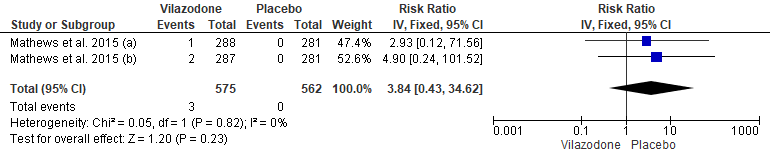 Vilazodone Placebo Risk Ratio Risk Ratio
Study or Subgroup Events Total Events Total Weight IV, Fixed, 95% CI IV, Fixed, 95% CI
Mathews et al. 2015 (a) 1 288 0 281 47.4% 2.93 [0.12, 71.56]
Mathews et al. 2015 (b) 2 287 0 281 52.6% 4.90 [0.24, 101.52]
Total (95% CI) 575 562 100.0% 3.84 [0.43, 34.62]
Total events 3 0
Heterogeneity: Chi² = 0.05, df = 1 (P = 0.82); I² = 0%
Test for overall effect: Z = 1.20 (P = 0.23)
0.001 0.1 1 10 1000
Vilazodone Placebo